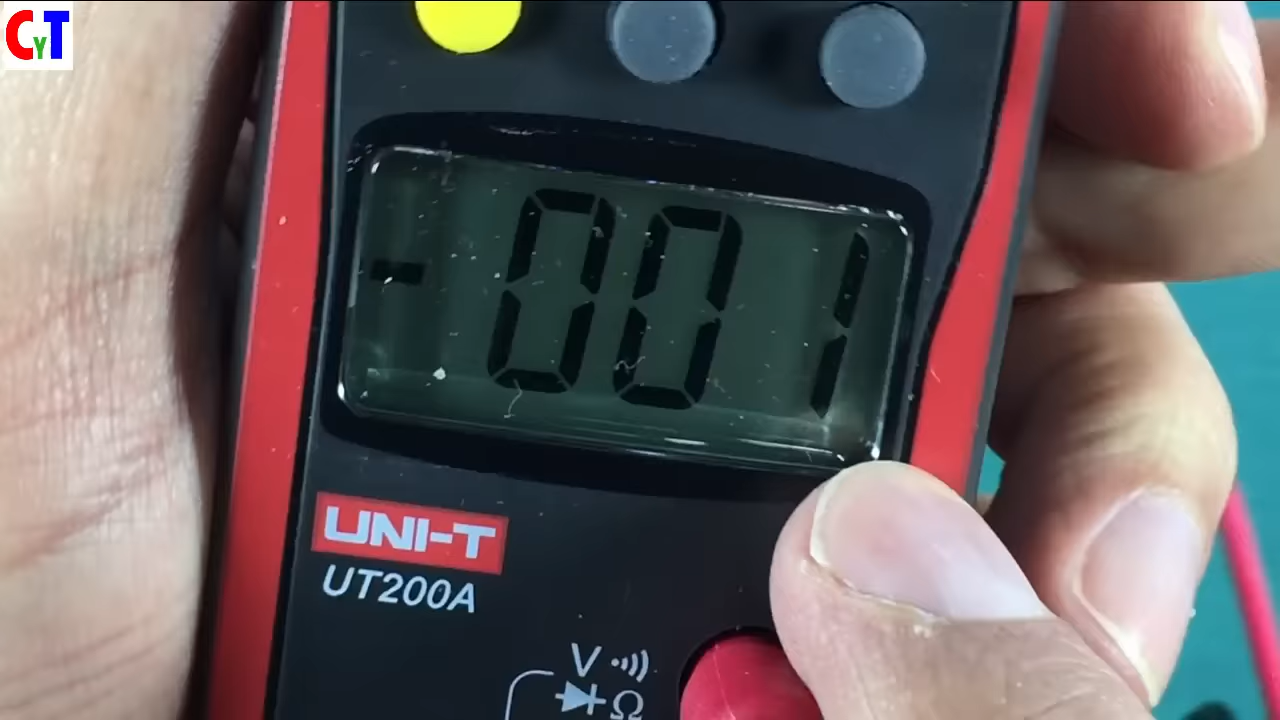 CyT
- 001
UNI-T
UT200A
V
Ω